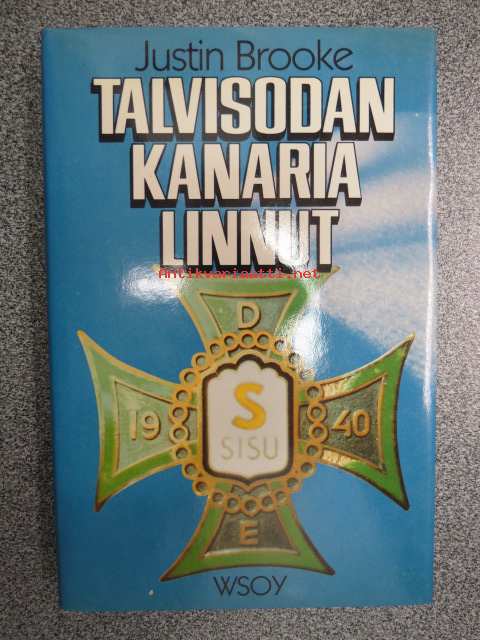 Justin Brooke
TALVISODAN
KANARIA
LINNUT
Antikvariaatti.net
D
19 S 40
SISU
E
WSOY